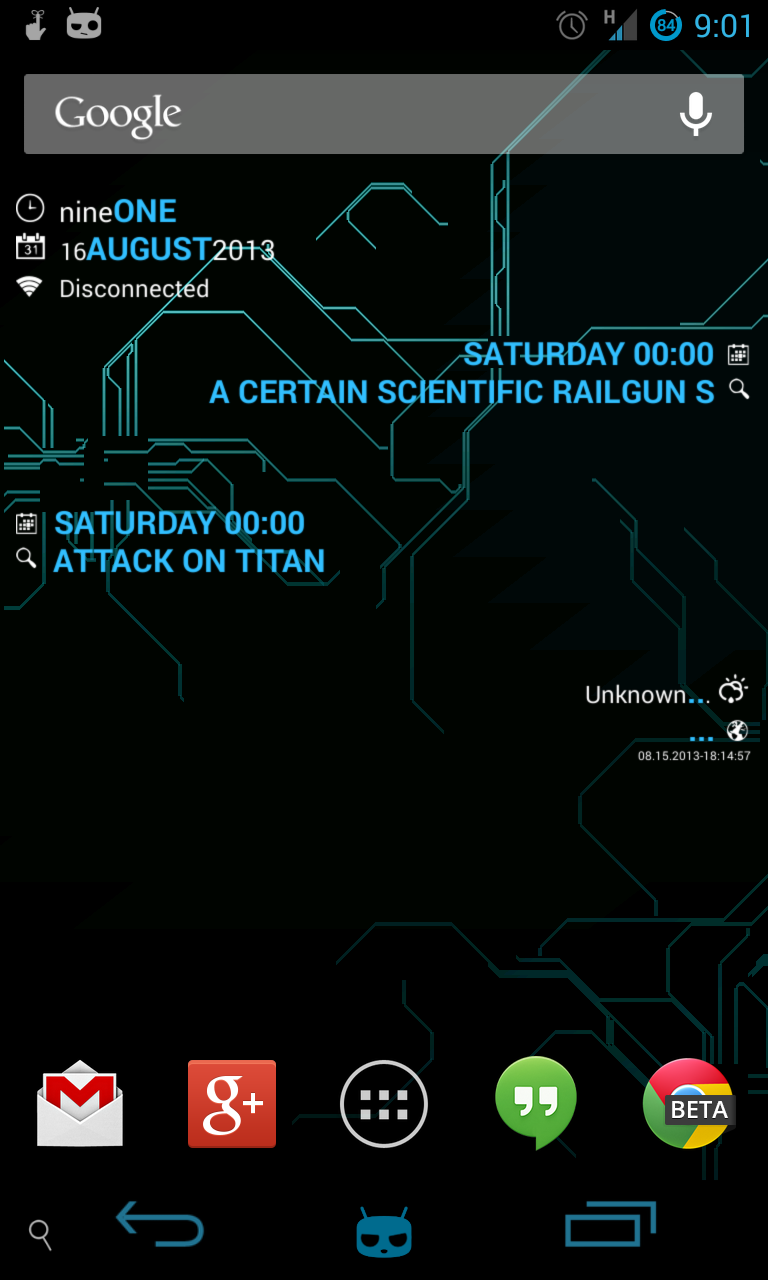 H 84 9:01
Google
nineONE
31 16AUGUST2013
Disconnected
SATURDAY 00:00
A CERTAIN SCIENTIFIC RAILGUN S
SATURDAY 00:00
ATTACK ON TITAN
Unknown...
...
08.15.2013-18:14:57
M g+ BETA